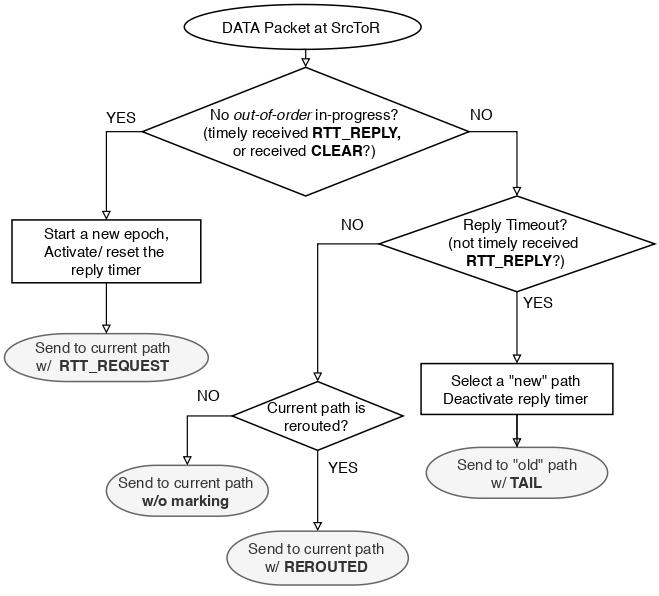 DATA Packet at SrcToR
YES
NO
No out-of-order in-progress?
(timely received RTT_REPLY,
or received CLEAR?)
Start a new epoch,
Activate/ reset the
reply timer
NO
Reply Timeout?
(not timely received
RTT_REPLY?)
YES
Send to current path
w/ RTT_REQUEST
Select a "new" path
Deactivate reply timer
NO
Current path is
rerouted?
YES
Send to current path
w/o marking
Send to "old" path
w/ TAIL
Send to current path
w/ REROUTED